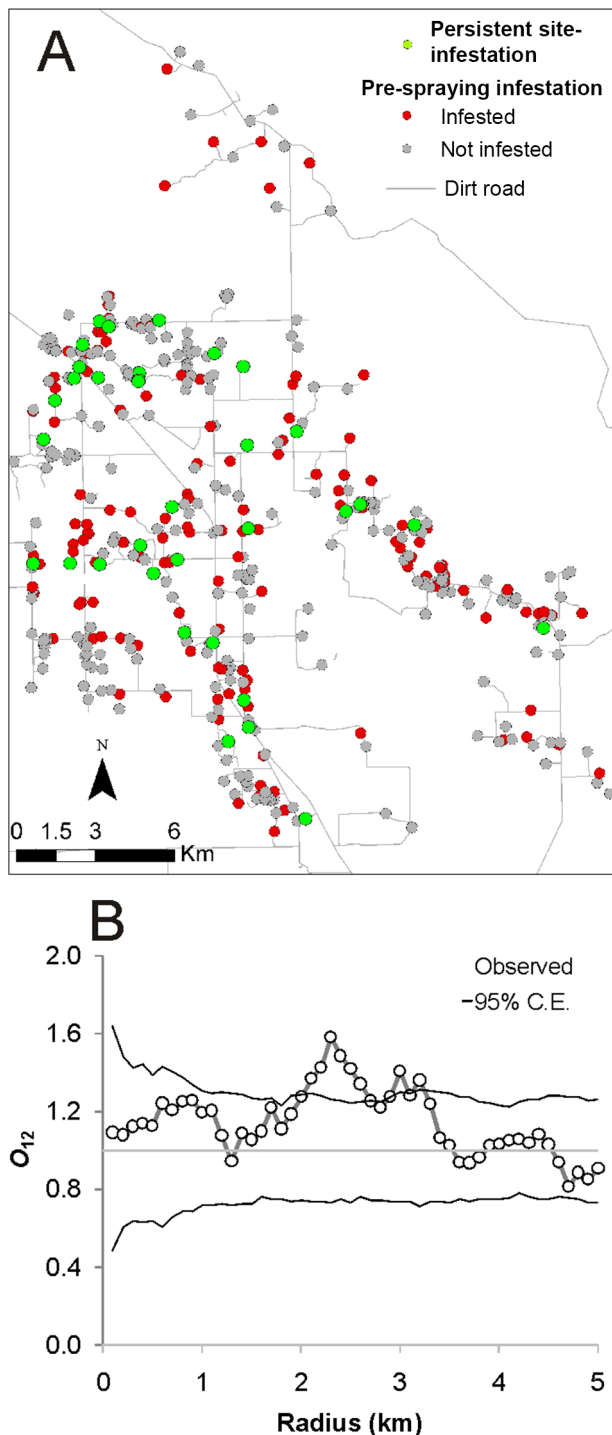 A
Persistent site-
infestation
Pre-spraying infestation
Infested
Not infested
Dirt road
N
0 1.5 3 6
Km
B
2.0
1.6
1.2
0.8
0.4
0.0
O12
Observed
–95% C.E.
0 1 2 3 4 5
Radius (km)